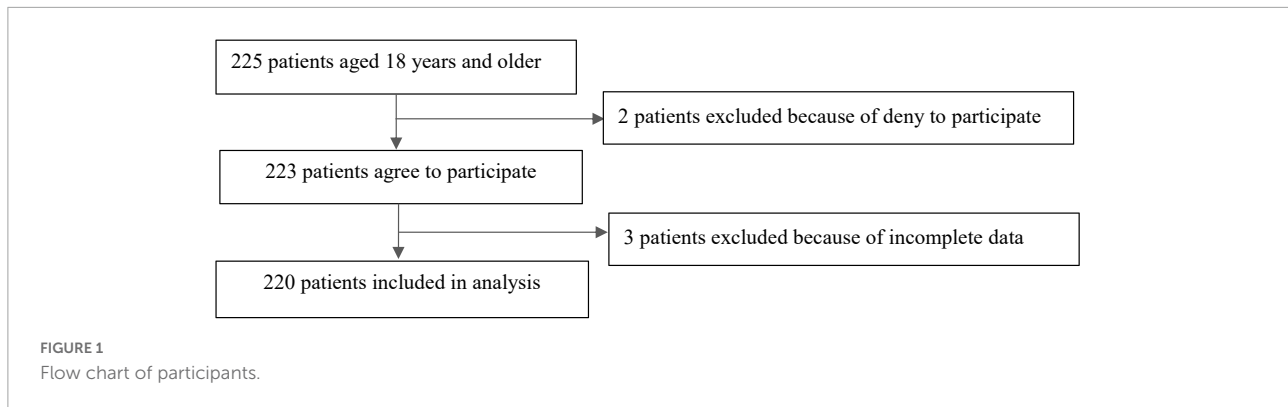 225 patients aged 18 years and older
2 patients excluded because of deny to participate
223 patients agree to participate
3 patients excluded because of incomplete data
220 patients included in analysis
FIGURE 1
Flow chart of participants.